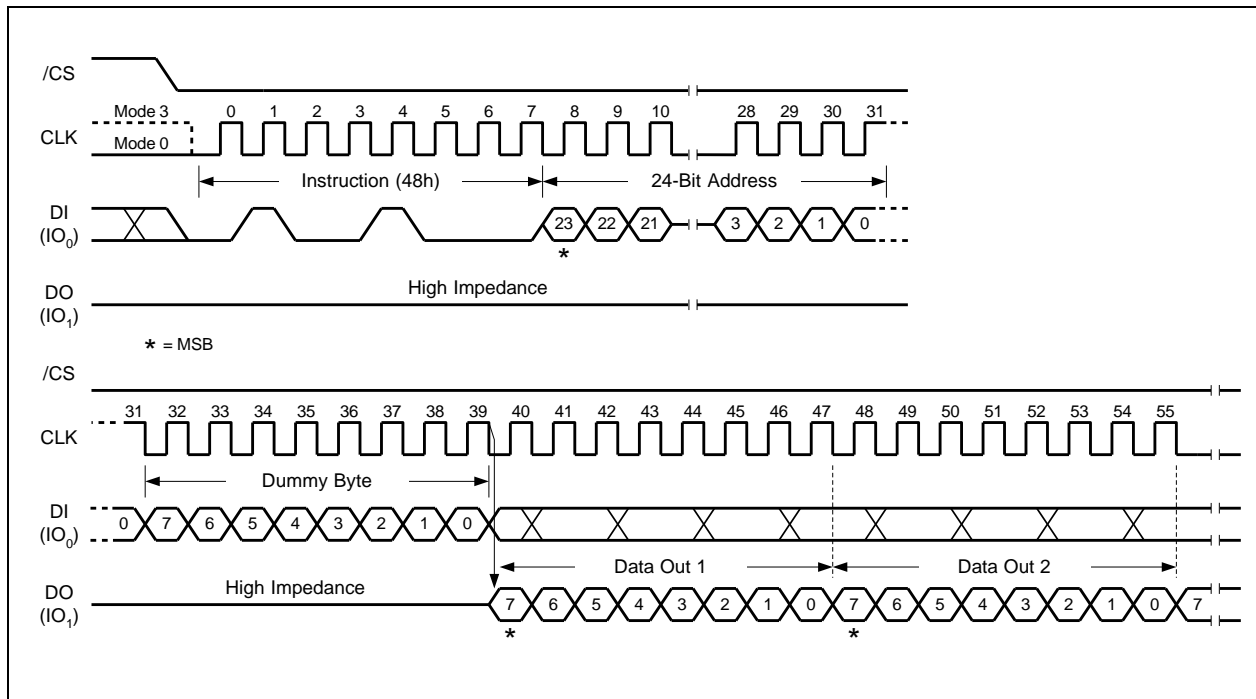 /CS
Mode 3 0 1 2 3 4 5 6 7 8 9 10 28 29 30 31
CLK
Mode 0
Instruction (48h) 24-Bit Address
DI
(IO0) 23 22 21 3 2 1 0
*
High Impedance
DO
(IO1)
* = MSB
/CS
31 32 33 34 35 36 37 38 39 40 41 42 43 44 45 46 47 48 49 50 51 52 53 54 55
CLK
Dummy Byte
DI
(IO0) 0 7 6 5 4 3 2 1 0
Data Out 1 Data Out 2
High Impedance
DO
(IO1) 7 6 5 4 3 2 1 0 7 6 5 4 3 2 1 0 7
* *